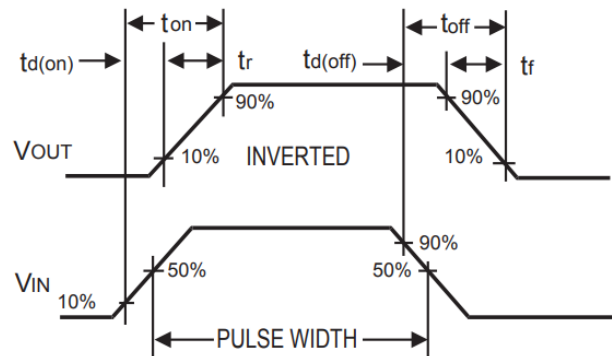 ton toff
td(on) tr td(off) tf
90% 90%
VOUT 10% INVERTED 10%
90%
50% 50%
VIN 10%
PULSE WIDTH